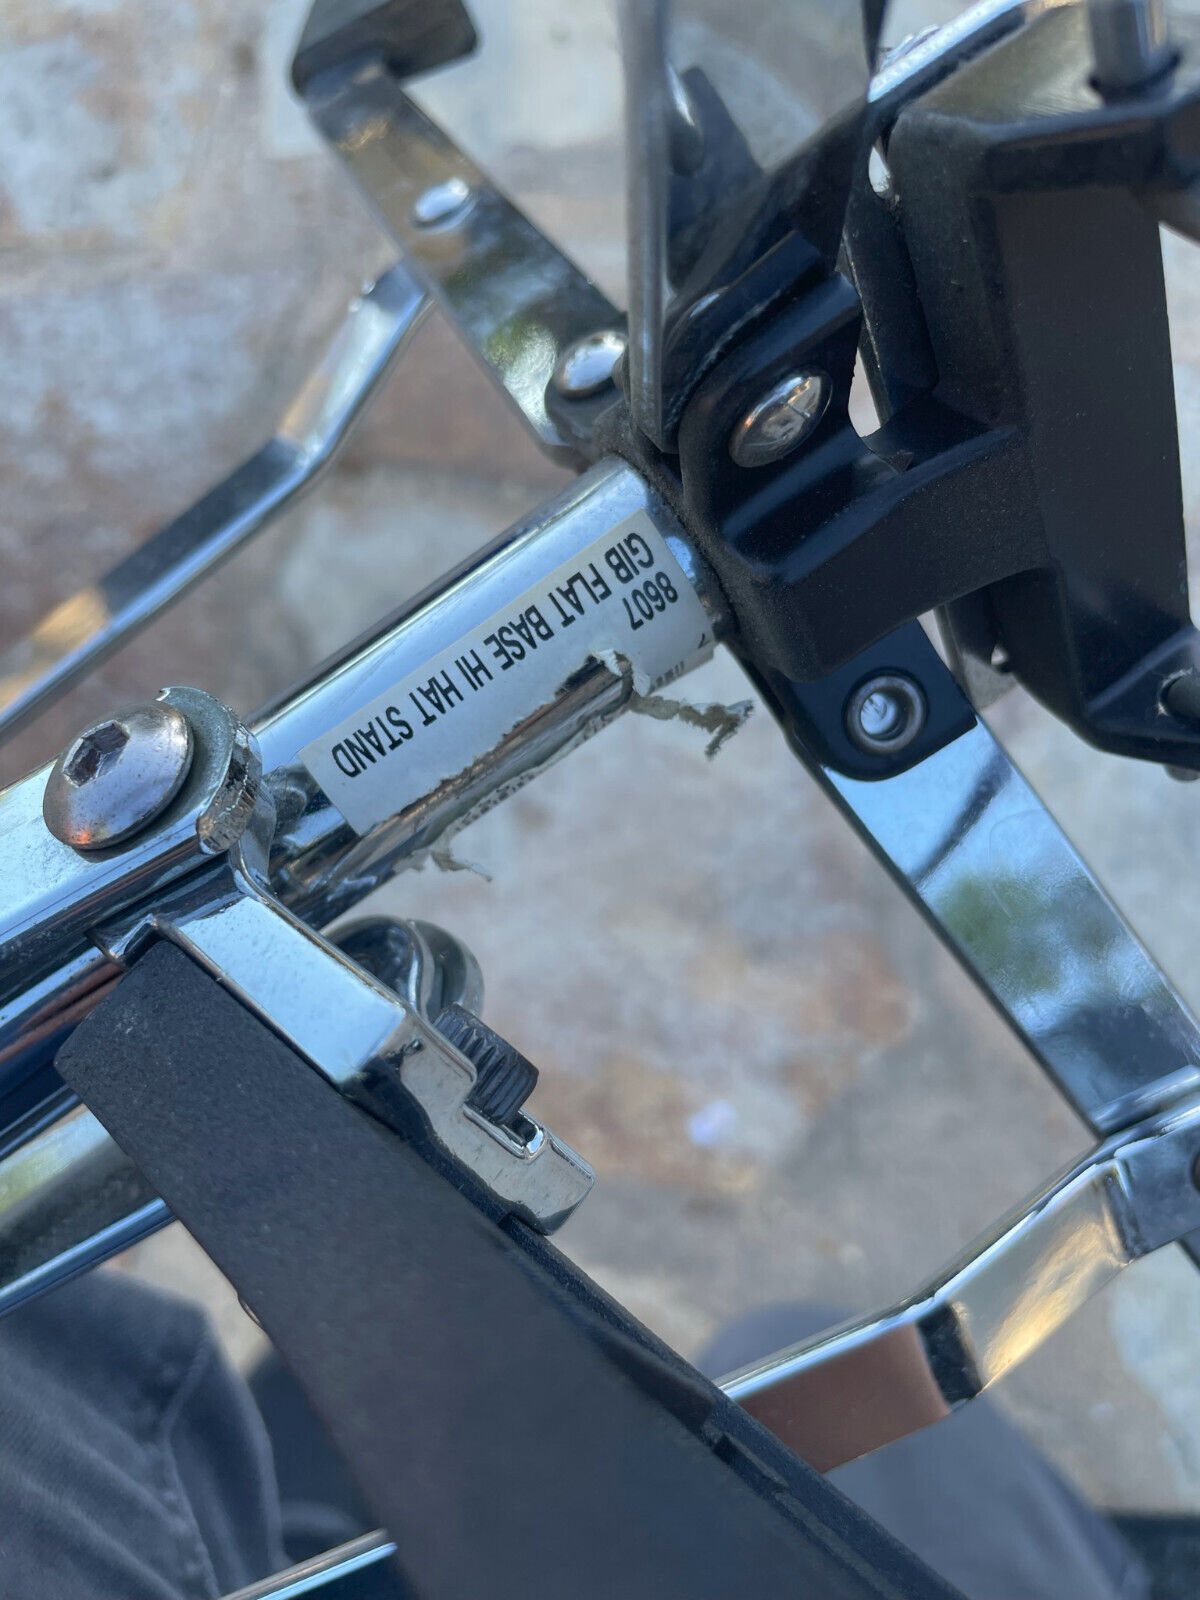 8607
GIB FLAT BASE HI HAT STAND